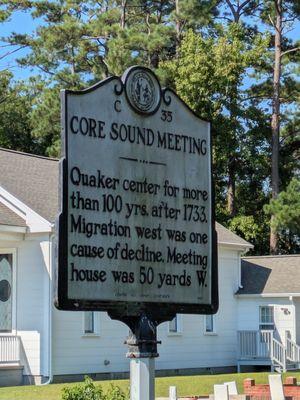 C 35
CORE SOUND MEETING
Quaker center for more
than 100 yrs. after 1733.
Migration west was one
cause of decline. Meeting
house was 50 yards W.